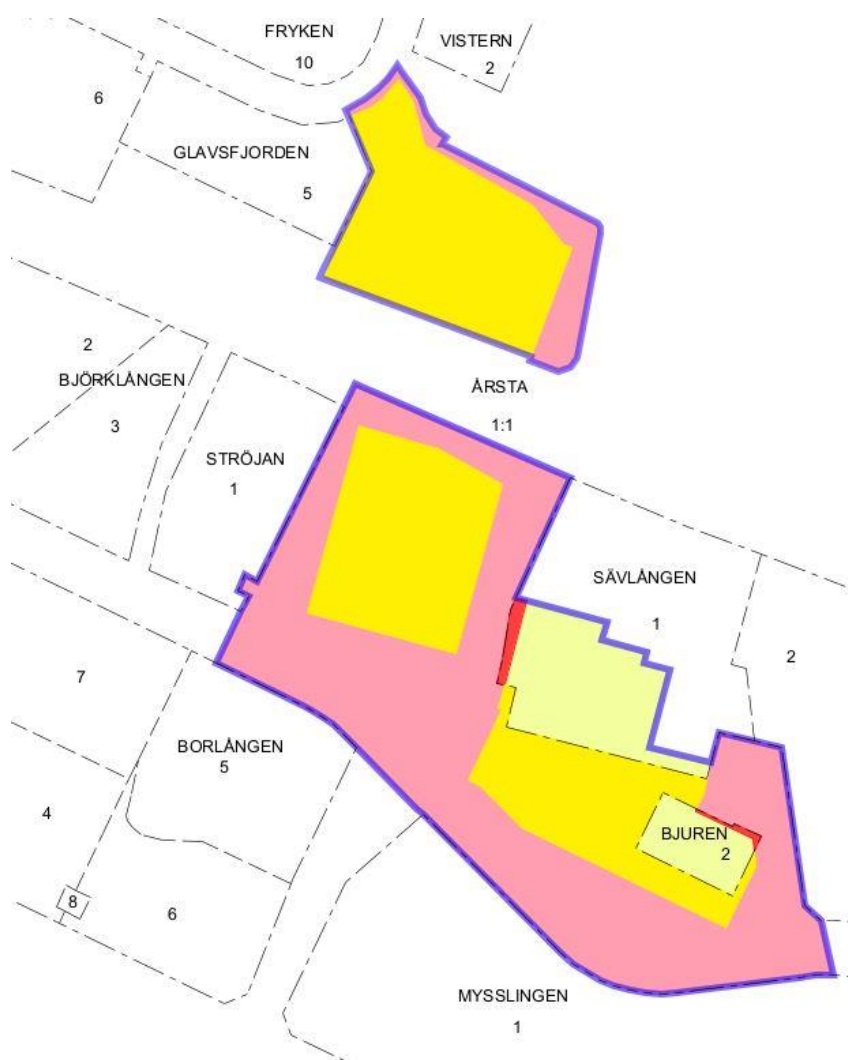 FRYKEN
10
VISTERN
2
6
GLAVSFJORDEN
5
2
BJÖRKLÅNGEN
3
ÅRSTA
1:1
STRÖJAN
1
SÄVLÅNGEN
1
2
7
BORLÅNGEN
5
4
BJUREN
2
8
6
MYSSLINGEN
1